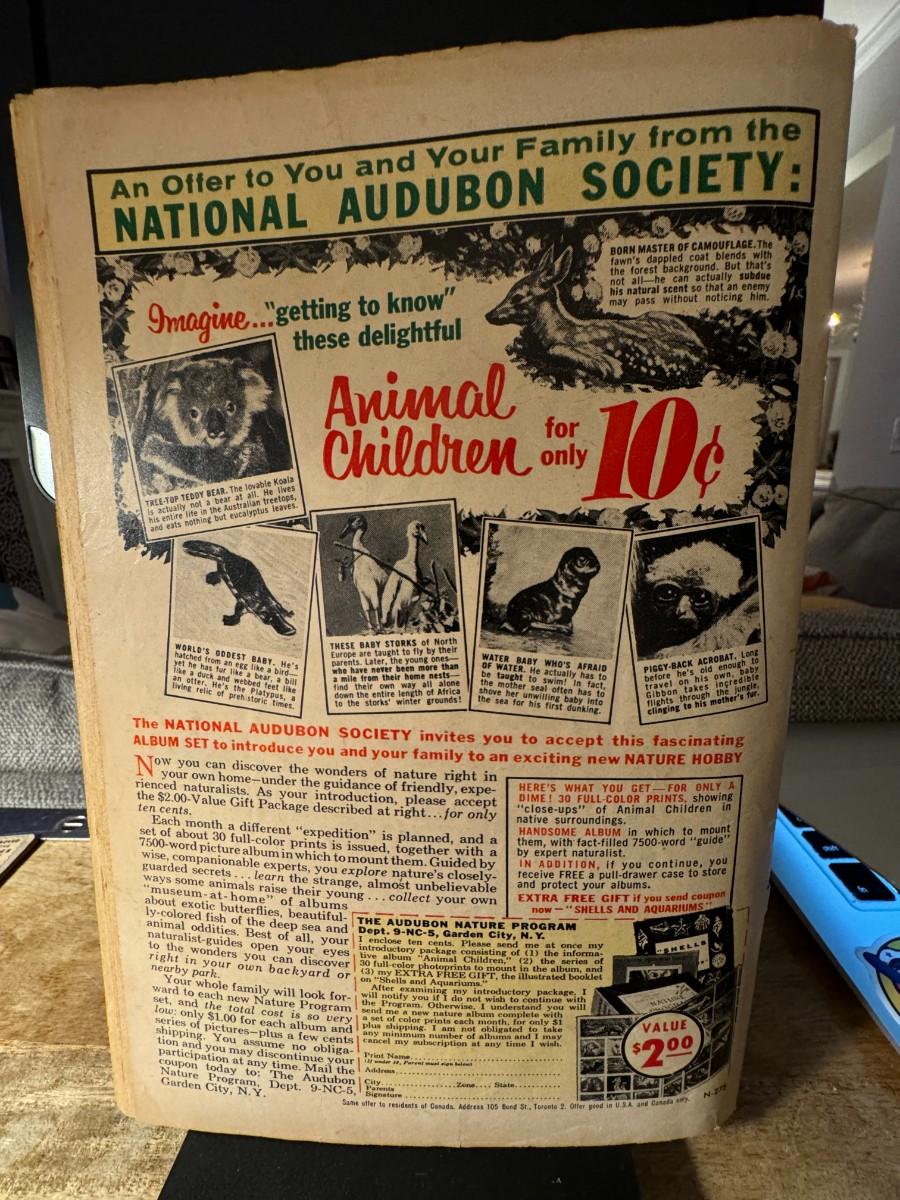 An Offer to You and Your Family from the
NATIONAL AUDUBON SOCIETY:
BORN MASTER OF CAMOUFLAGE. The
fawn's dappled coat blends with
the forest background. But that's
not all—he can actually subdue
his natural scent so that an enemy
may pass without noticing him.
Imagine... "getting to know"
these delightful
Animal
Children
for
only
10¢
TREE-TOP TEDDY BEAR. The lovable Koala
is actually not a bear at all. He lives
his entire life in the Australian treetops,
and eats nothing but eucalyptus leaves.
WORLD'S ODDEST BABY. He's
hatched from an egg like a bird—
yet he has fur like a bear, a bill
like a duck and webbed feet like
an otter. He's the Platypus, a
living relic of prehistoric times.
THESE BABY STORKS of North
Europe are taught to fly by their
parents. Later, the young ones—
who have never been more than
a mile from their home nests—
find their own way all alone
down the entire length of Africa
to the storks' winter grounds!
WATER BABY WHO'S AFRAID
OF WATER. He actually has to
be taught to swim! In fact,
the mother seal often has to
shove her unwilling baby into
the sea for his first dunking.
PIGGY-BACK ACROBAT. Long
before he's old enough to
travel on his own, baby
Gibbon takes incredible
flights through the jungle,
clinging to his mother's fur.
The NATIONAL AUDUBON SOCIETY invites you to accept this fascinating
ALBUM SET to introduce you and your family to an exciting new NATURE HOBBY
Now you can discover the wonders of nature right in
your own home—under the guidance of friendly, expe-
rienced naturalists. As your introduction, please accept
the $2.00-Value Gift Package described at right...for only
ten cents.
Each month a different "expedition" is planned, and a
set of about 30 full-color prints is issued, together with a
7500-word picture album in which to mount them. Guided by
wise, companionable experts, you explore nature's closely-
guarded secrets...learn the strange, almost unbelievable
ways some animals raise their young...collect your own
"museum-at-home" of albums
about exotic butterflies, beautiful-
ly-colored fish of the deep sea and
animal oddities. Best of all, your
naturalist-guides open your eyes
to the wonders you can discover
right in your own backyard or
nearby park.
Your whole family will look for-
ward to each new Nature Program
set, and the total cost is so very
low: only $1.00 for each album and
series of pictures—plus a few cents
shipping. You assume no obliga-
tion and you may discontinue your
participation at any time. Mail the
coupon today to: The Audubon
Nature Program, Dept. 9-NC-5,
Garden City, N.Y.
HERE'S WHAT YOU GET—FOR ONLY A
DIME! 30 FULL-COLOR PRINTS, showing
"close-ups" of Animal Children in
native surroundings.
HANDSOME ALBUM in which to mount
them, with fact-filled 7500-word "guide"
by expert naturalist.
IN ADDITION, if you continue, you
receive FREE a pull-drawer case to store
and protect your albums.
EXTRA FREE GIFT if you send coupon
now—"SHELLS AND AQUARIUMS"
THE AUDUBON NATURE PROGRAM
Dept. 9-NC-5, Garden City, N.Y.
I enclose ten cents. Please send me at once my
introductory package consisting of (1) the informa-
tive album "Animal Children," (2) the series of
30 full-color photoprints to mount in the album, and
(3) my EXTRA FREE GIFT, the illustrated booklet
on "Shells and Aquariums."
After examining my introductory package, I
will notify you if I do not wish to continue with
the Program. Otherwise, I understand you will
send me a new nature album complete with
a set of color prints each month, for only $1
plus shipping. I am not obligated to take
any minimum number of albums and I may
cancel my subscription at any time I wish.
Print Name
(If under 18, Parent must sign below)
Address
City Zone State
Parents
Signature
"SHELLS
VALUE
$2.00
N-275
Same offer to residents of Canada. Address 105 Bond St., Toronto 2. Offer good in U.S.A. and Canada only.